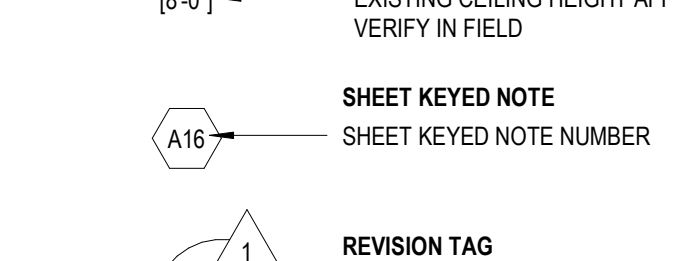 [8'-0"]
EXISTING CEILING HEIGHT
VERIFY IN FIELD
SHEET KEYED NOTE
A16
SHEET KEYED NOTE NUMBER
1
REVISION TAG